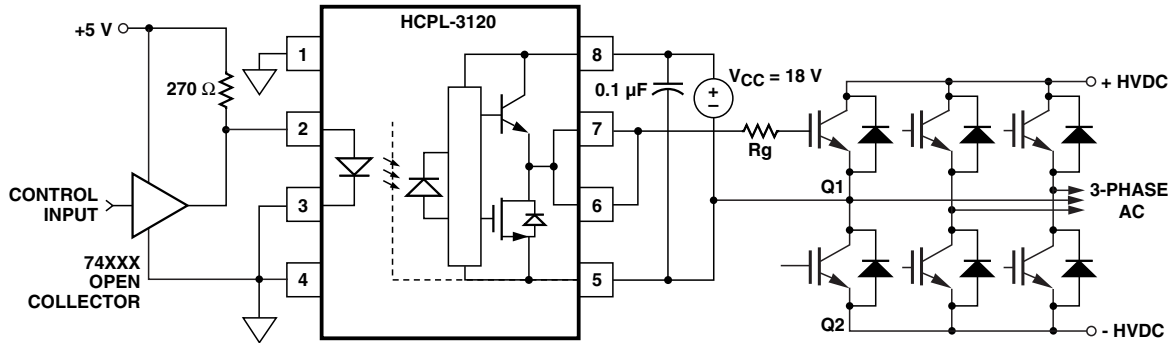 HCPL-3120
+5 V
270 Ω
1
2
3
4
8
7
6
5
0.1 µF
VCC = 18 V
+
–
Rg
CONTROL
INPUT
74XXX
OPEN
COLLECTOR
Q1
Q2
+ HVDC
3-PHASE
AC
- HVDC